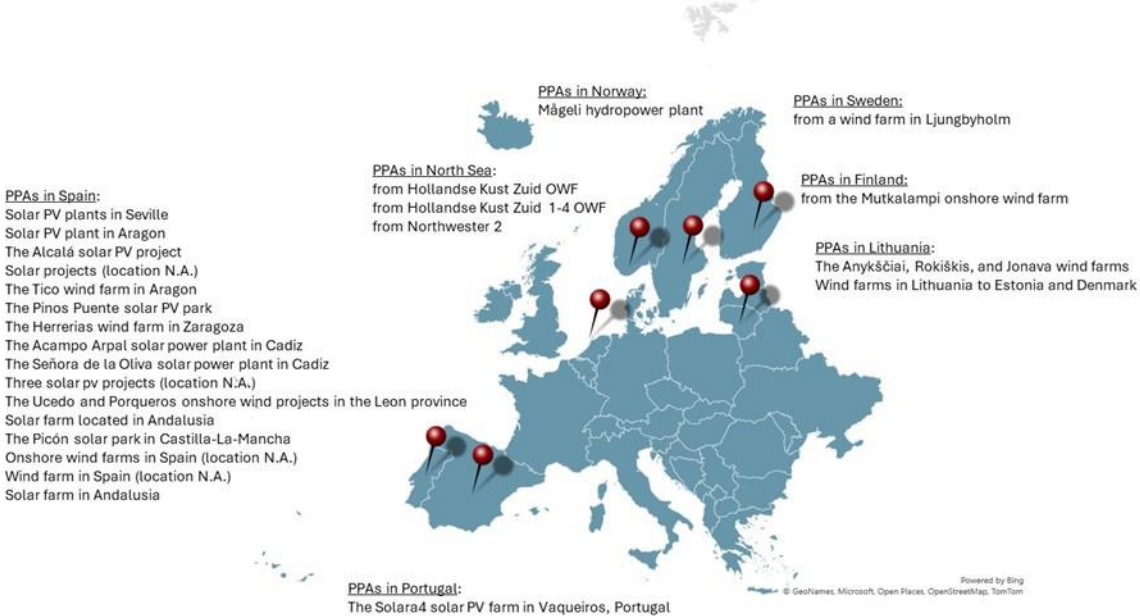 PPAs in Norway:
Mågeli hydropower plant
PPAs in Sweden:
from a wind farm in Ljungbyholm
PPAs in North Sea:
from Hollandse Kust Zuid OWF
from Hollandse Kust Zuid 1-4 OWF
from Northwester 2
PPAs in Finland:
from the Mutkalampi onshore wind farm
PPAs in Lithuania:
The Anykščiai, Rokiškis, and Jonava wind farms
Wind farms in Lithuania to Estonia and Denmark
PPAs in Spain:
Solar PV plants in Seville
Solar PV plant in Aragon
The Alcalá solar PV project
Solar projects (location N.A.)
The Tico wind farm in Aragon
The Pinos Puente solar PV park
The Herrerias wind farm in Zaragoza
The Acampo Arpal solar power plant in Cadiz
The Señora de la Oliva solar power plant in Cadiz
Three solar pv projects (location N.A.)
The Ucedo and Porqueros onshore wind projects in the Leon province
Solar farm located in Andalusia
The Picón solar park in Castilla-La-Mancha
Onshore wind farms in Spain (location N.A.)
Wind farm in Spain (location N.A.)
Solar farm in Andalusia
PPAs in Portugal:
The Solara4 solar PV farm in Vaqueiros, Portugal
Powered by Bing
© GeoNames, Microsoft, Open Places, OpenStreetMap, TomTom